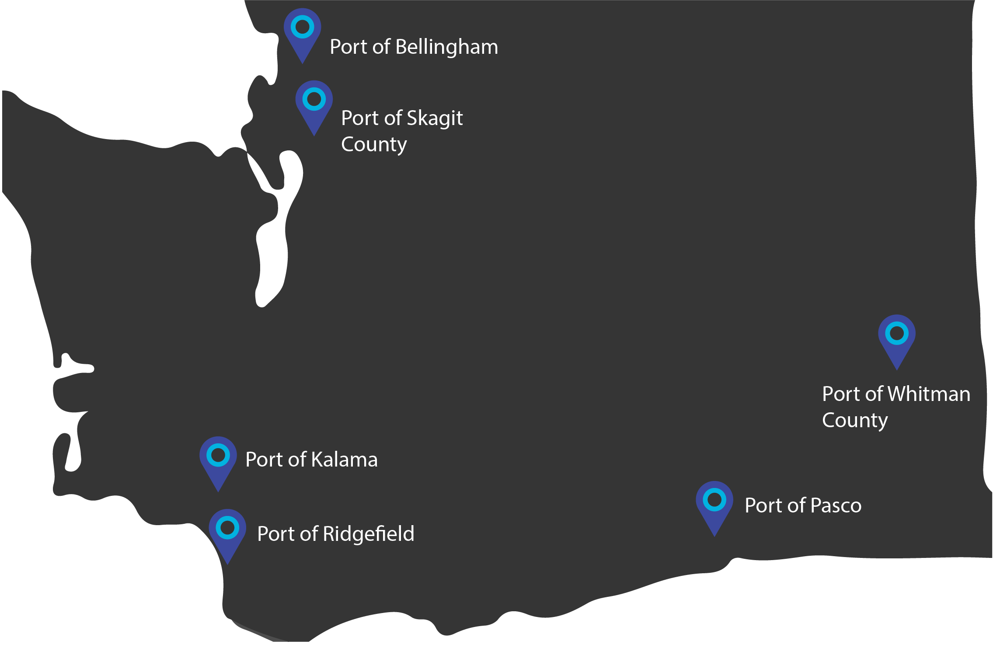 Port of Bellingham
Port of Skagit
County
Port of Whitman
County
Port of Kalama
Port of Pasco
Port of Ridgefield